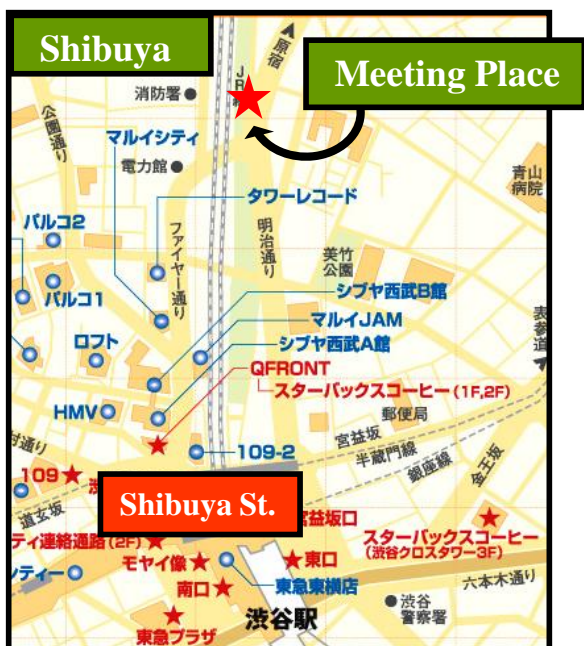 Shibuya
Meeting Place
原宿
JR
消防署
公園通り
マルイシティ
電力館
青山
病院
タワーレコード
パルコ2
ファイヤー通り
明治通り
美竹
公園
パルコ1
シブヤ西武B館
マルイJAM
表参道
ロフト
シブヤ西武A館
QFRONT
スターバックスコーヒー(1F,2F)
HMV
郵便局
村通り
109-2
宮益坂
半蔵門線
銀座線
金王坂
109
道玄坂
渋
Shibuya St.
宮益坂口
スターバックスコーヒー
(渋谷クロスタワー3F)
ティ連絡通路(2F)
モヤイ像
東口
ンティー
東急東横店
六本木通り
南口
渋谷駅
渋谷
警察署
東急プラザ